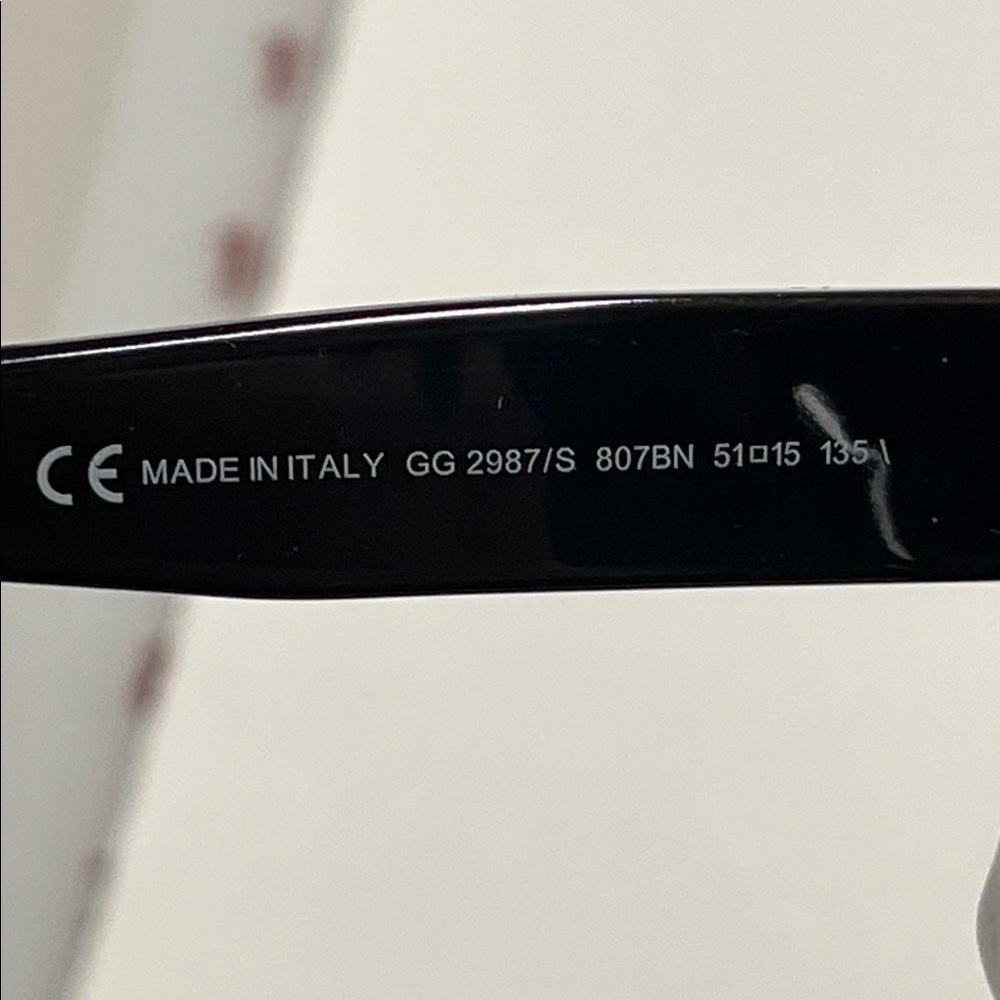 CE MADE IN ITALY GG 2987/S 807BN 51□15 135 \